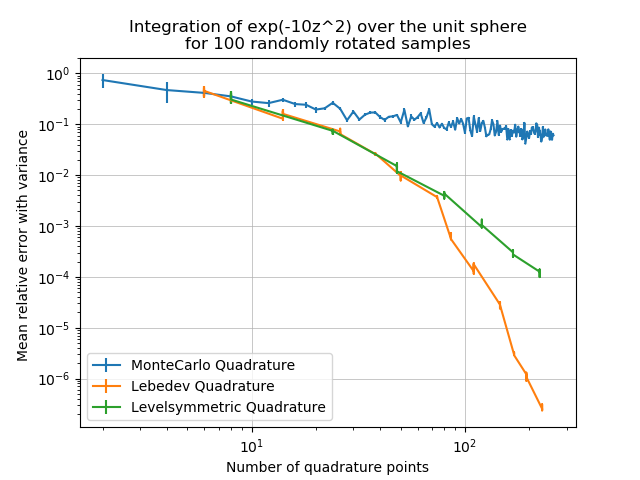 Integration of exp(-10z^2) over the unit sphere
for 100 randomly rotated samples
Mean relative error with variance
10^0
10^-1
10^-2
10^-3
10^-4
10^-5
10^-6
MonteCarlo Quadrature
Lebedev Quadrature
Levelsymmetric Quadrature
10^1
10^2
Number of quadrature points